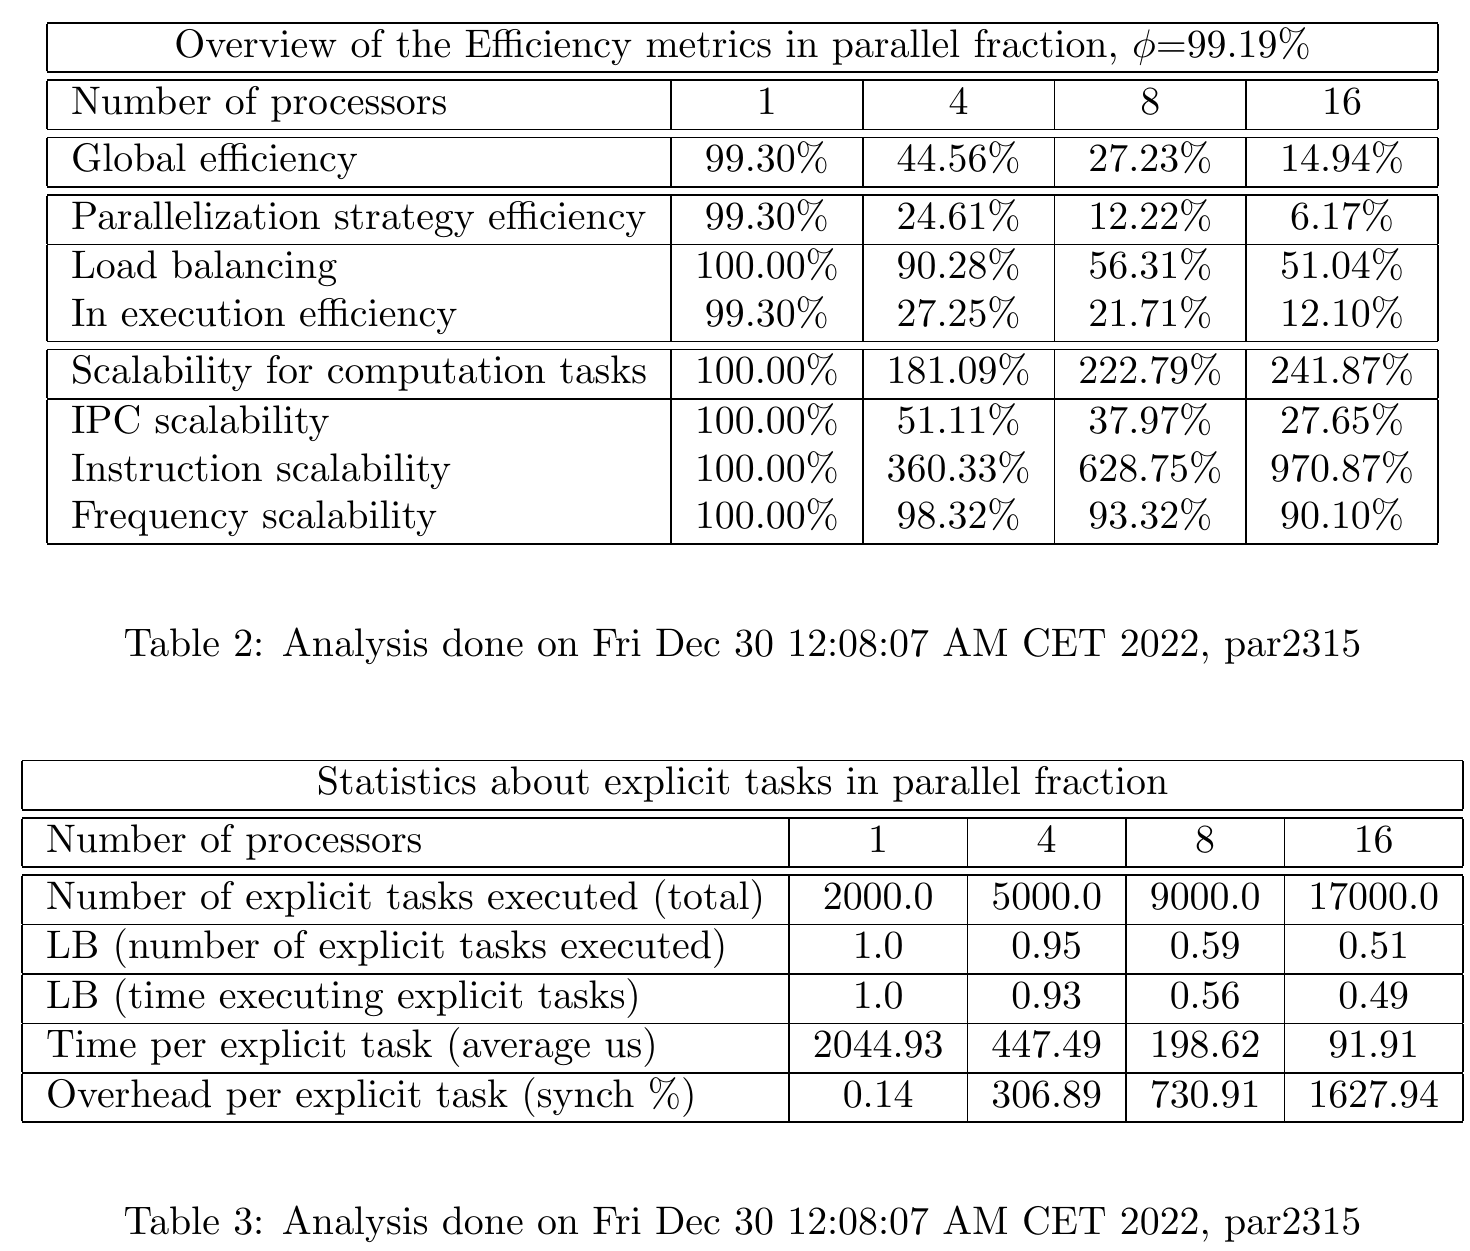 Overview of the Efficiency metrics in parallel fraction, ϕ=99.19%
Number of processors 1 4 8 16
Global efficiency 99.30% 44.56% 27.23% 14.94%
Parallelization strategy efficiency 99.30% 24.61% 12.22% 6.17%
Load balancing 100.00% 90.28% 56.31% 51.04%
In execution efficiency 99.30% 27.25% 21.71% 12.10%
Scalability for computation tasks 100.00% 181.09% 222.79% 241.87%
IPC scalability 100.00% 51.11% 37.97% 27.65%
Instruction scalability 100.00% 360.33% 628.75% 970.87%
Frequency scalability 100.00% 98.32% 93.32% 90.10%
Table 2: Analysis done on Fri Dec 30 12:08:07 AM CET 2022, par2315
Statistics about explicit tasks in parallel fraction
Number of processors 1 4 8 16
Number of explicit tasks executed (total) 2000.0 5000.0 9000.0 17000.0
LB (number of explicit tasks executed) 1.0 0.95 0.59 0.51
LB (time executing explicit tasks) 1.0 0.93 0.56 0.49
Time per explicit task (average us) 2044.93 447.49 198.62 91.91
Overhead per explicit task (synch %) 0.14 306.89 730.91 1627.94
Table 3: Analysis done on Fri Dec 30 12:08:07 AM CET 2022, par2315